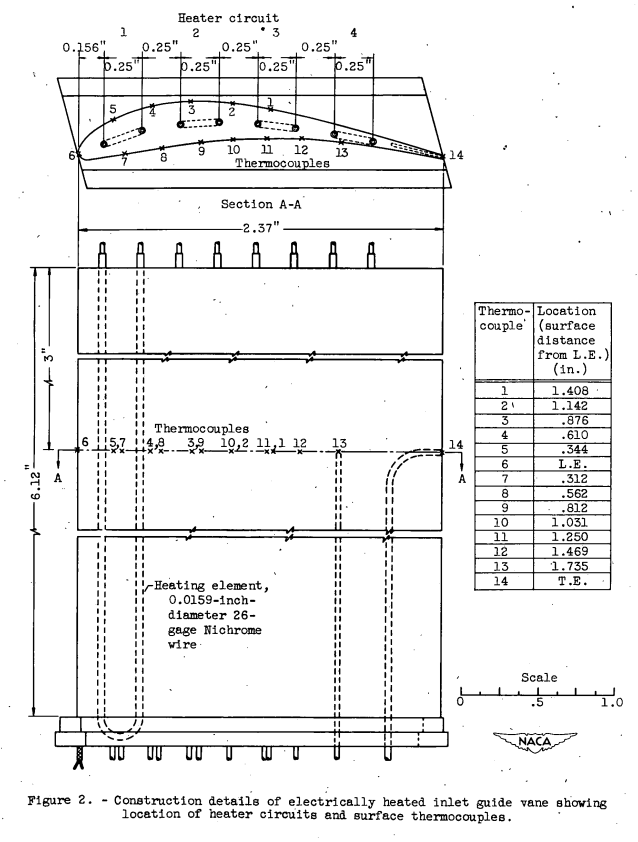 Heater circuit
1 2 3 4
0.156" 0.25" 0.25" 0.25"
0.25" 0.25" 0.25" 0.25"
5 4 3 2 1
6 7 8 9 10 11 12 13 14
Thermocouples
Section A-A
2.37"
3"
6.12"
Thermocouples
6 5,7 4,8 3,9 10,2 11,1 12 13 14
A A
Heating element,
0.0159-inch-
diameter 26-
gage Nichrome
wire
Thermo- Location
couple (surface
distance
from L.E.)
(in.)
1 1.408
2 1.142
3 .876
4 .610
5 .344
6 L.E.
7 .312
8 .562
9 .812
10 1.031
11 1.250
12 1.469
13 1.735
14 T.E.
Scale
0 .5 1.0
NACA
Figure 2. - Construction details of electrically heated inlet guide vane showing
location of heater circuits and surface thermocouples.